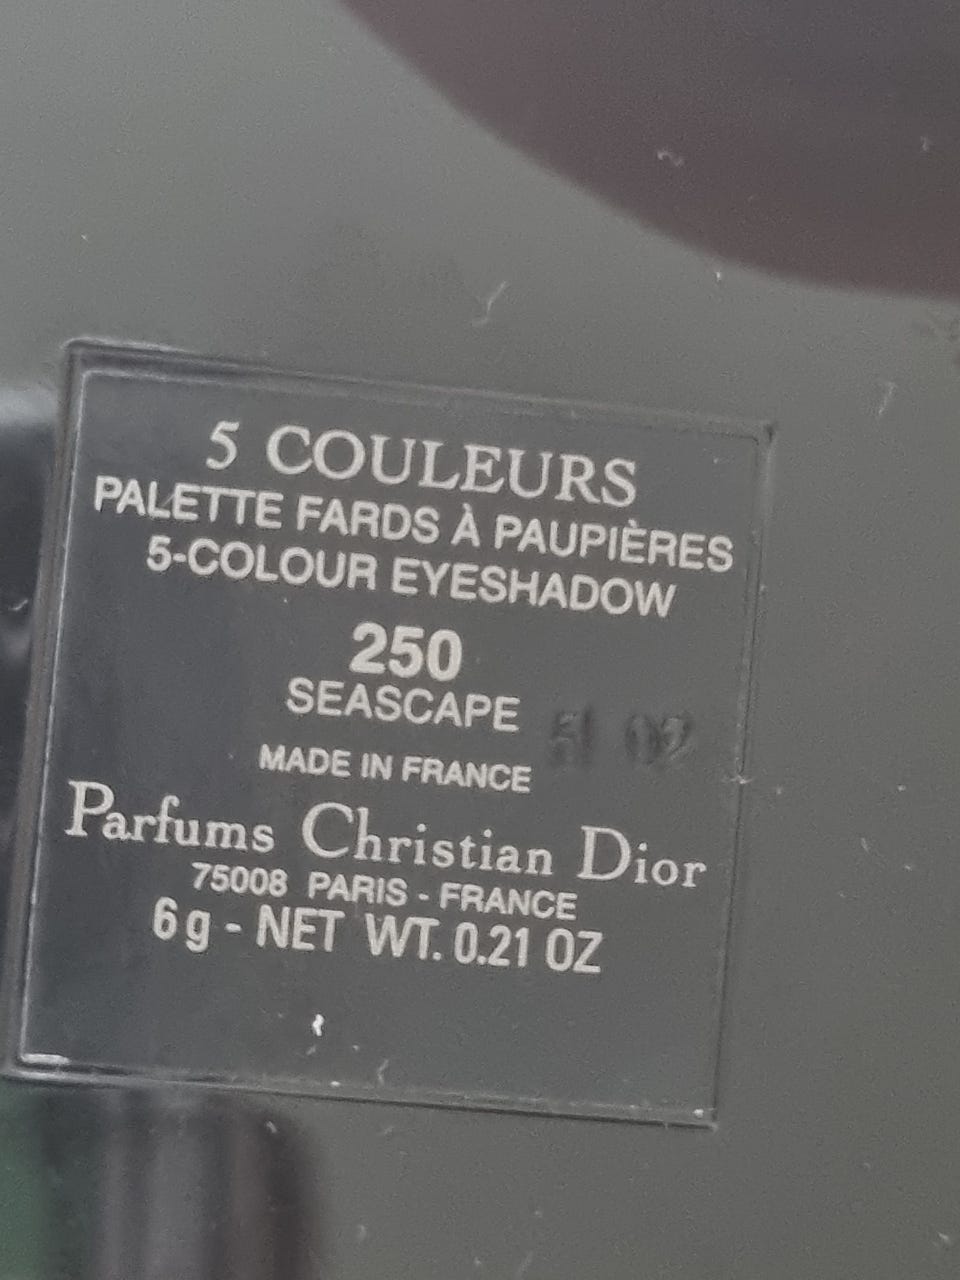 5 COULEURS
PALETTE FARDS À PAUPIÈRES
5-COLOUR EYESHADOW
250
SEASCAPE
MADE IN FRANCE
Parfums Christian Dior
75008 PARIS - FRANCE
6 g - NET WT. 0.21 OZ